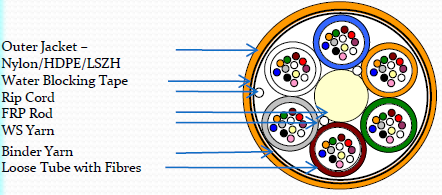 Outer Jacket –
Nylon/HDPE/LSZH
Water Blocking Tape
Rip Cord
FRP Rod
WS Yarn
Binder Yarn
Loose Tube with Fibres